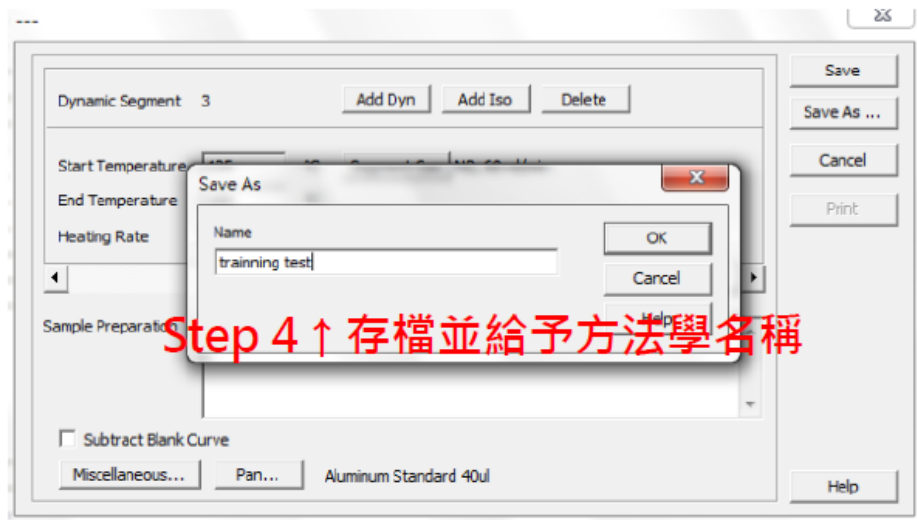 ---
Save
Dynamic Segment 3 Add Dyn Add Iso Delete
Save As ...
Start Temperature
Cancel
Save As
End Temperature
Print
Name
Heating Rate
OK
trainning test
Cancel
Help
Sample Preparation
Step 4↑存檔並給予方法學名稱
Subtract Blank Curve
Miscellaneous... Pan... Aluminum Standard 40ul
Help